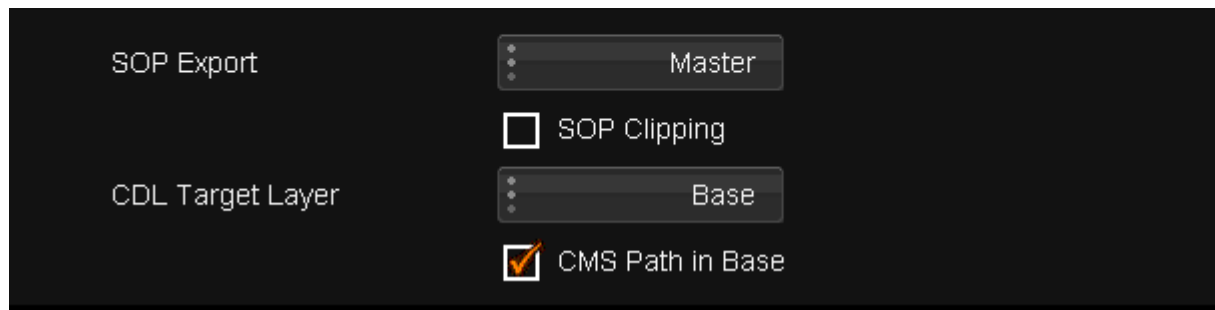 SOP Export
Master
SOP Clipping
CDL Target Layer
Base
CMS Path in Base